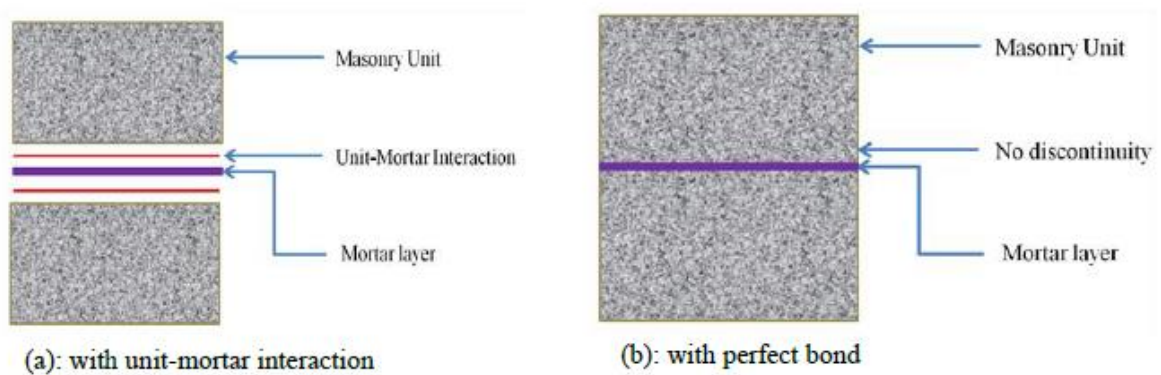 Masonry Unit
Unit-Mortar Interaction
Mortar layer
(a): with unit-mortar interaction
Masonry Unit
No discontinuity
Mortar layer
(b): with perfect bond